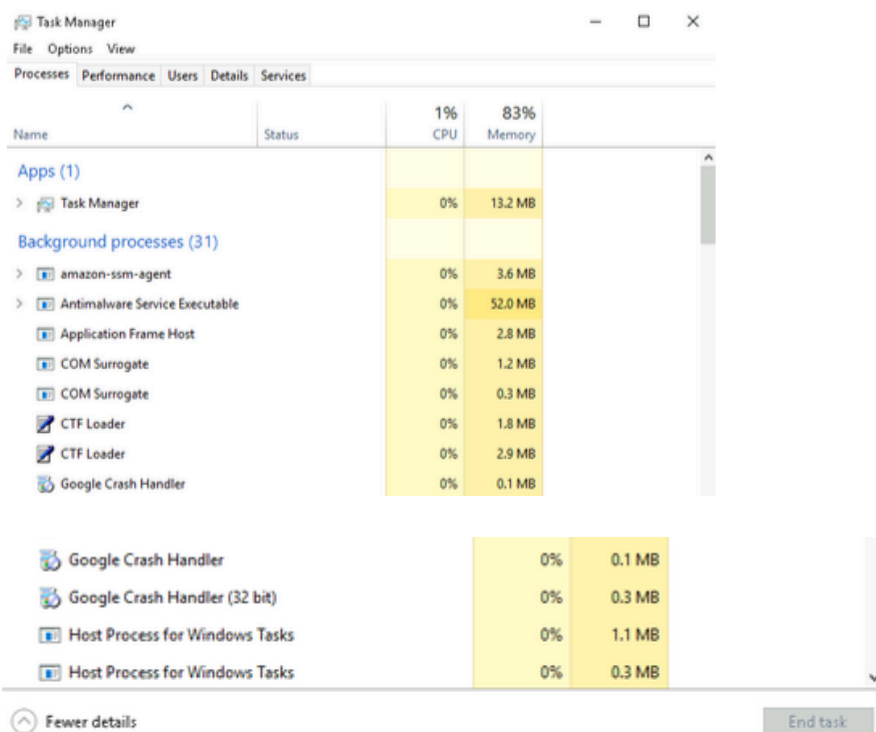 Task Manager
File Options View
Processes Performance Users Details Services
1% 83%
Name Status CPU Memory
Apps (1)
Task Manager 0% 13.2 MB
Background processes (31)
amazon-ssm-agent 0% 3.6 MB
Antimalware Service Executable 0% 52.0 MB
Application Frame Host 0% 2.8 MB
COM Surrogate 0% 1.2 MB
COM Surrogate 0% 0.3 MB
CTF Loader 0% 1.8 MB
CTF Loader 0% 2.9 MB
Google Crash Handler 0% 0.1 MB
Google Crash Handler 0% 0.1 MB
Google Crash Handler (32 bit) 0% 0.3 MB
Host Process for Windows Tasks 0% 1.1 MB
Host Process for Windows Tasks 0% 0.3 MB
Fewer details End task